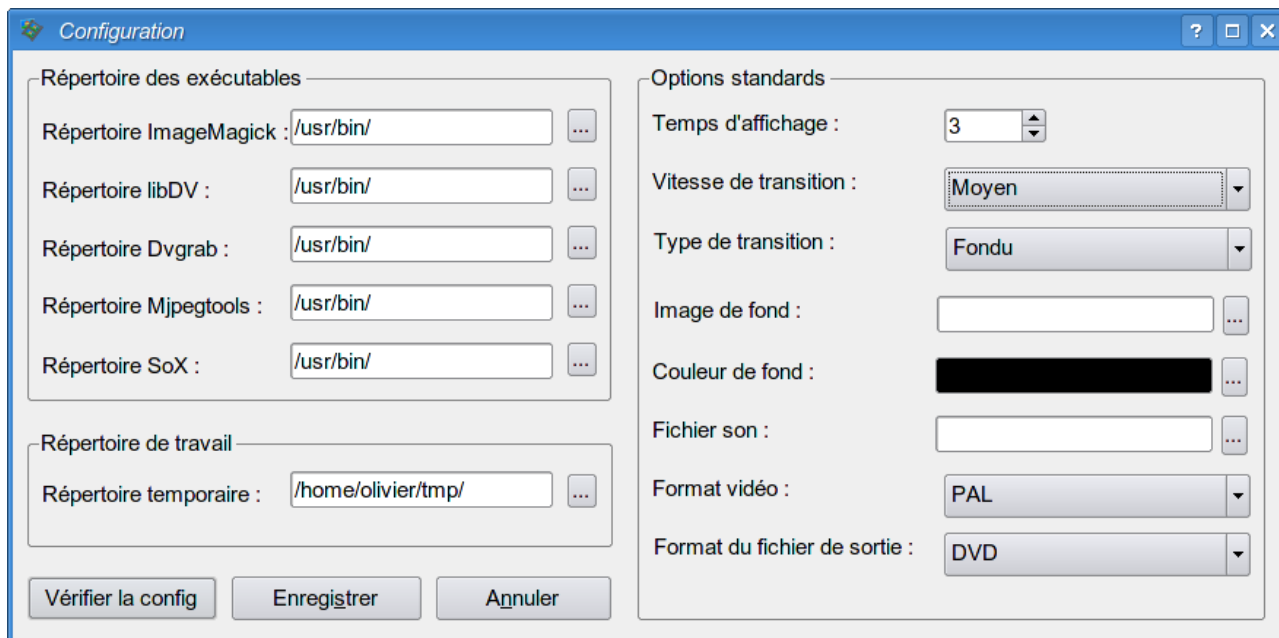 Configuration
Répertoire des exécutables
Répertoire ImageMagick : /usr/bin/ ...
Répertoire libDV : /usr/bin/ ...
Répertoire Dvgrab : /usr/bin/ ...
Répertoire Mjpegtools : /usr/bin/ ...
Répertoire SoX : /usr/bin/ ...
Répertoire de travail
Répertoire temporaire : /home/olivier/tmp/ ...
Vérifier la config Enregistrer Annuler
Options standards
Temps d'affichage : 3
Vitesse de transition : Moyen
Type de transition : Fondu
Image de fond : ...
Couleur de fond : ...
Fichier son : ...
Format vidéo : PAL
Format du fichier de sortie : DVD